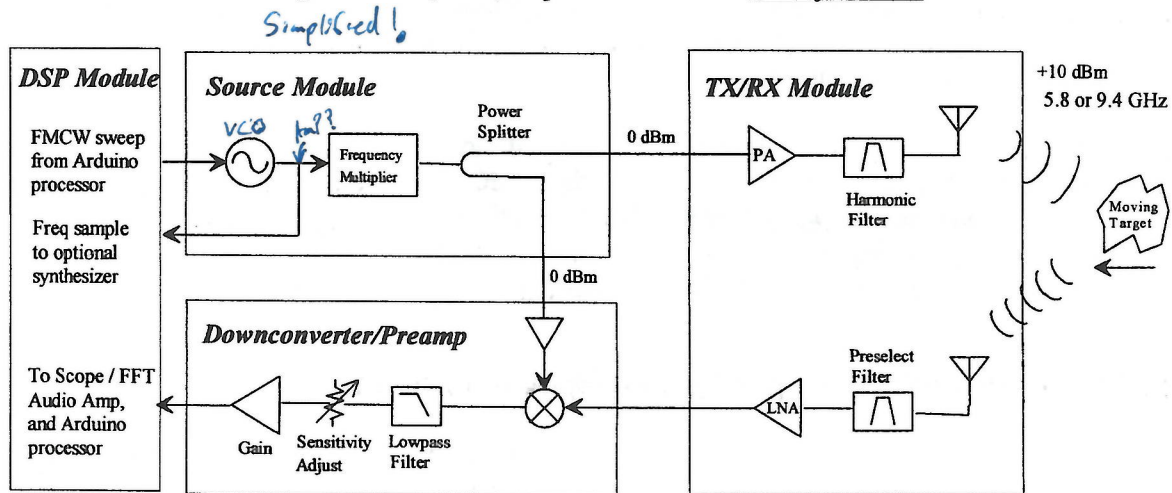 Simplified!
DSP Module
FMCW sweep
from Arduino
processor
Freq sample
to optional
synthesizer
To Scope / FFT
Audio Amp,
and Arduino
processor
Source Module
VCO
Frequency
Multiplier
Power
Splitter
0 dBm
0 dBm
TX/RX Module
PA
Harmonic
Filter
+10 dBm
5.8 or 9.4 GHz
Moving
Target
Downconverter/Preamp
Gain
Sensitivity
Adjust
Lowpass
Filter
LNA
Preselect
Filter